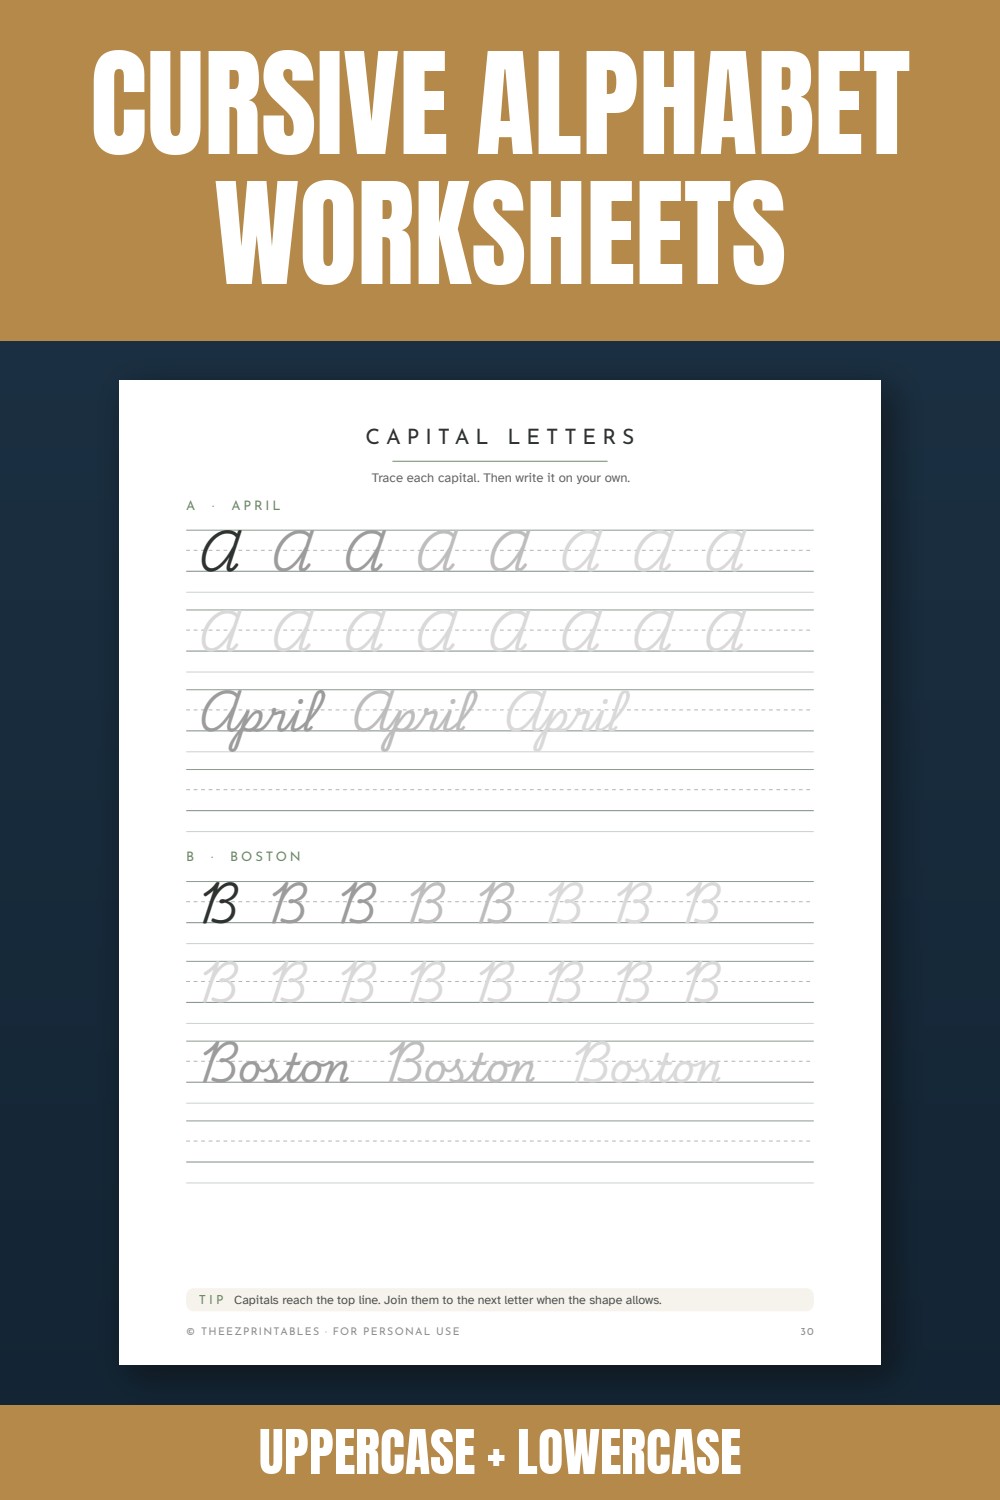 CURSIVE ALPHABET
WORKSHEETS
CAPITAL LETTERS
Trace each capital. Then write it on your own.
A · APRIL
A A A A A A A A
A A A A A A A A
April April April
B · BOSTON
B B B B B B B B
B B B B B B B B
Boston Boston Boston
TIP Capitals reach the top line. Join them to the next letter when the shape allows.
© THEEZPRINTABLES · FOR PERSONAL USE 30
UPPERCASE + LOWERCASE